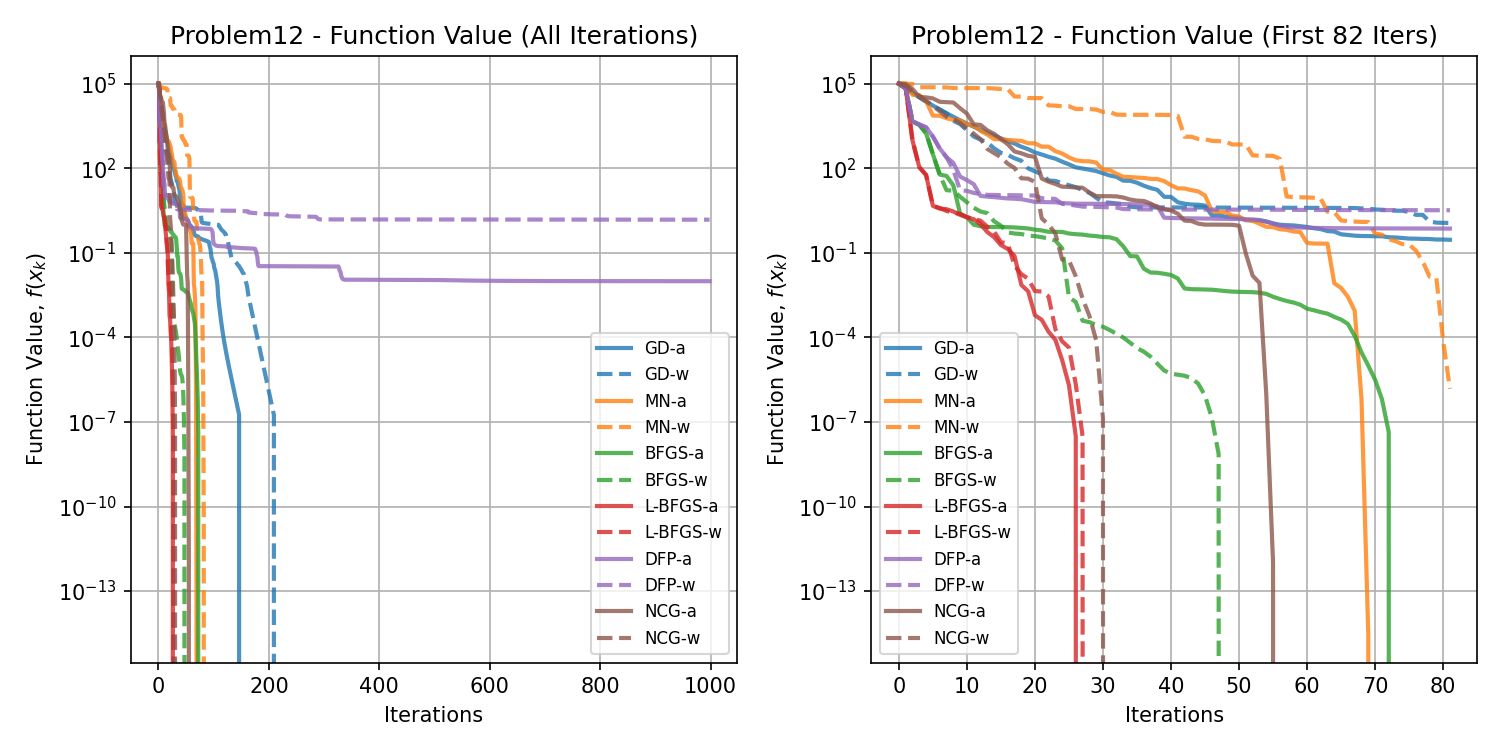 Problem12 - Function Value (All Iterations)
10^5
10^2
10^-1
10^-4
10^-7
10^-10
10^-13
Function Value, f(x_k)
0 200 400 600 800 1000
Iterations
GD-a
GD-w
MN-a
MN-w
BFGS-a
BFGS-w
L-BFGS-a
L-BFGS-w
DFP-a
DFP-w
NCG-a
NCG-w
Problem12 - Function Value (First 82 Iters)
10^5
10^2
10^-1
10^-4
10^-7
10^-10
10^-13
Function Value, f(x_k)
0 10 20 30 40 50 60 70 80
Iterations
GD-a
GD-w
MN-a
MN-w
BFGS-a
BFGS-w
L-BFGS-a
L-BFGS-w
DFP-a
DFP-w
NCG-a
NCG-w